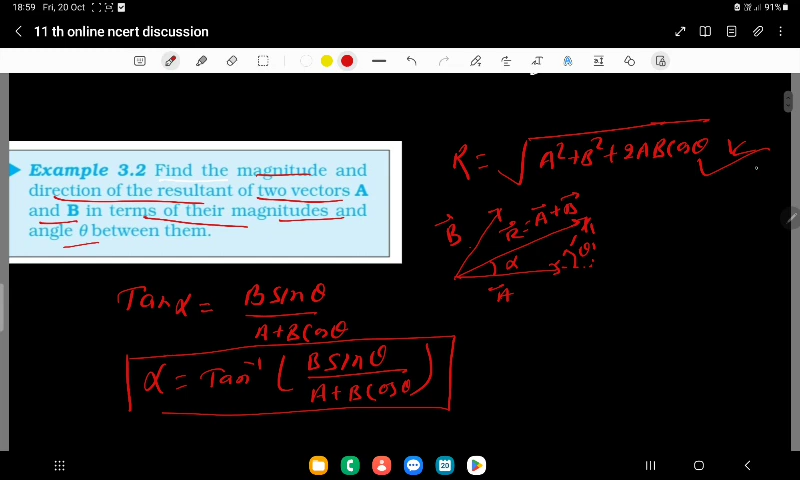 18:59 Fri, 20 Oct
91%
11 th online ncert discussion
Example 3.2 Find the magnitude and
direction of the resultant of two vectors A
and B in terms of their magnitudes and
angle θ between them.
R = √A²+B²+2ABCosθ
B⃗
R⃗ = A⃗ + B⃗
α
θ
A⃗
Tanα = BSinθ
A+BCosθ
α = Tan⁻¹ ( BSinθ
A+BCosθ )
20